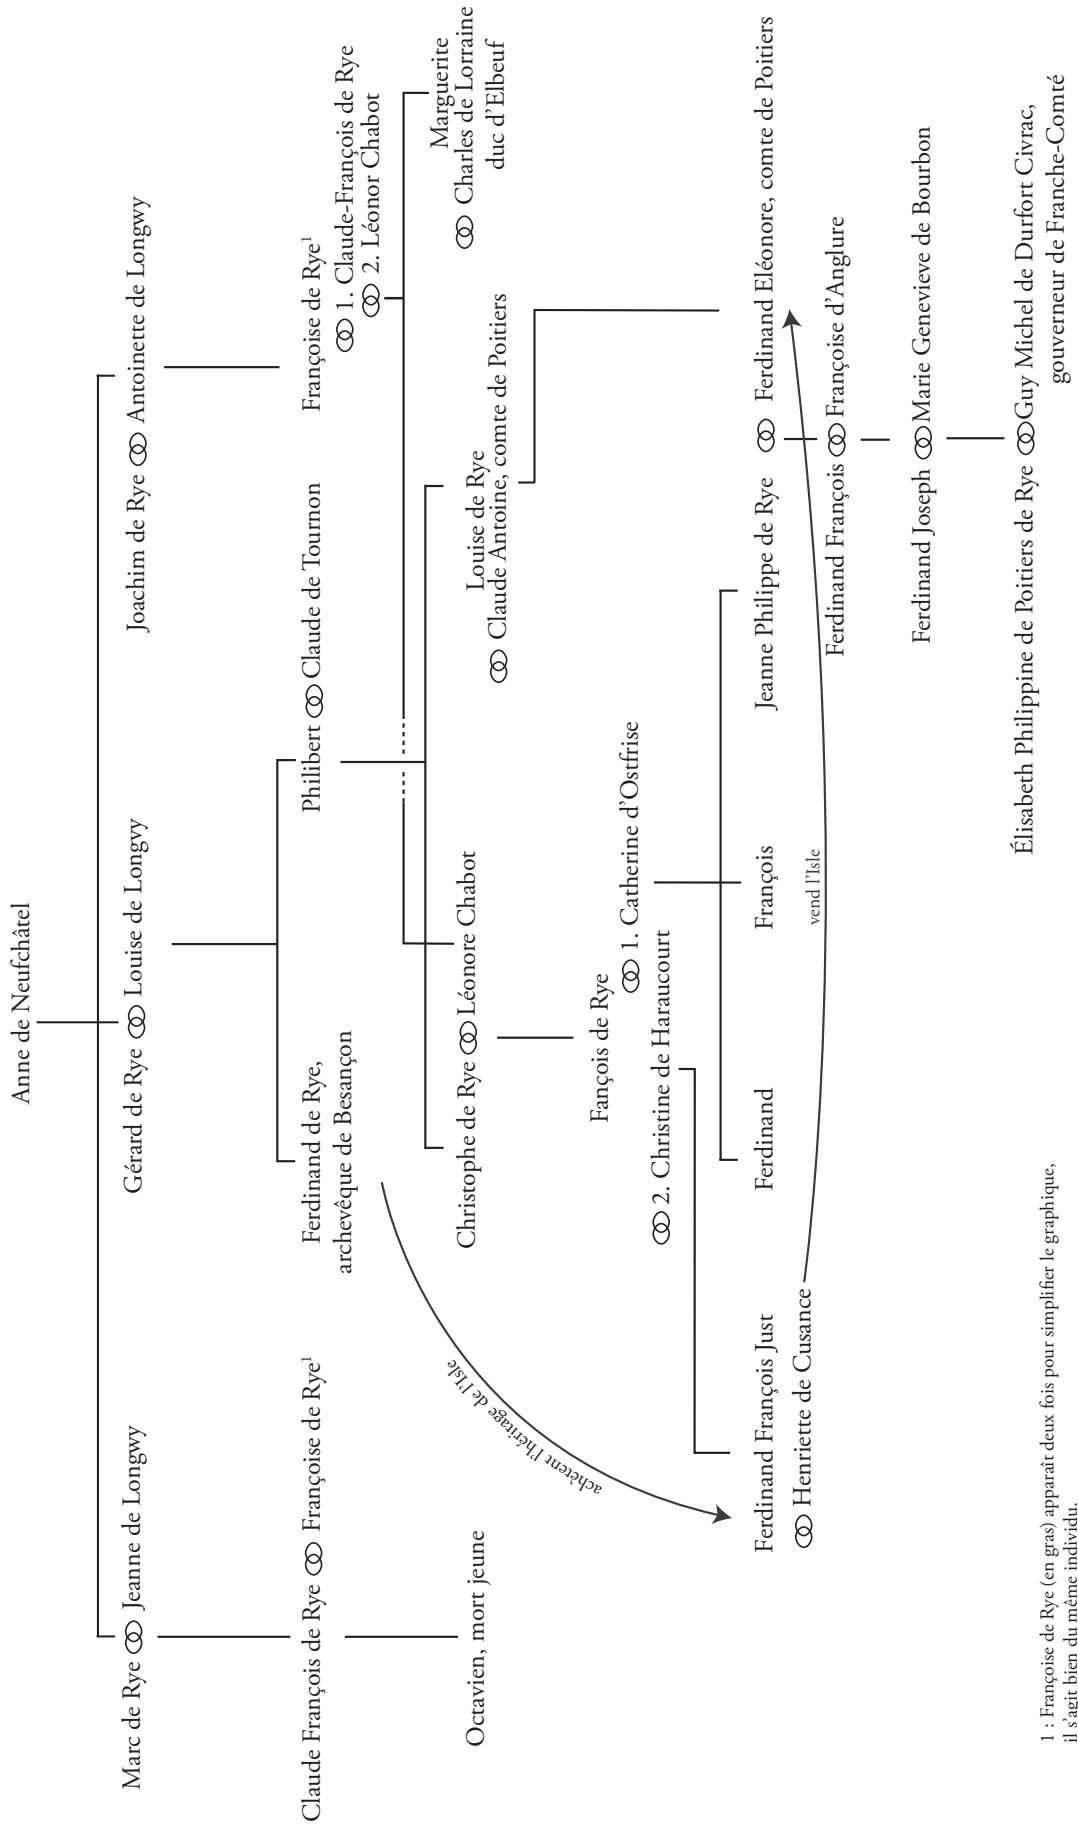 Anne de Neufchâtel
Marc de Rye Jeanne de Longwy
Gérard de Rye Louise de Longvy
Joachim de Rye Antoinette de Longwy
Claude François de Rye Françoise de Rye¹
Ferdinand de Rye,
archevêque de Besançon
Philibert Claude de Tournon
Françoise de Rye¹
1. Claude-François de Rye
2. Léonor Chabot
Octavien, mort jeune
Christophe de Rye Léonore Chabot
Louise de Rye
Claude Antoine, comte de Poitiers
Marguerite
Charles de Lorraine
duc d'Elbeuf
achètent l'héritage de l'Isle
Fançois de Rye
1. Catherine d'Ostfrise
2. Christine de Haraucourt
Ferdinand François Just
Henriette de Cusance
Ferdinand
François
Jeanne Philippe de Rye Ferdinand Eléonore, comte de Poitiers
vend l'Isle
Ferdinand François Françoise d'Anglure
Ferdinand Joseph Marie Genevieve de Bourbon
Élisabeth Philippine de Poitiers de Rye Guy Michel de Durfort Civrac,
gouverneur de Franche-Comté
1 : Françoise de Rye (en gras) apparaît deux fois pour simplifier le graphique,
il s'agit bien du même individu.